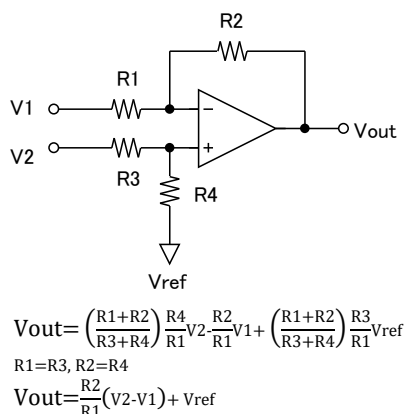 R2
R1
V1
−
Vout
V2
+
R3
R4
Vref
Vout=(R1+R2/R3+R4)R4/R1V2-R2/R1V1+(R1+R2/R3+R4)R3/R1Vref
R1=R3, R2=R4
Vout=R2/R1(V2-V1)+ Vref